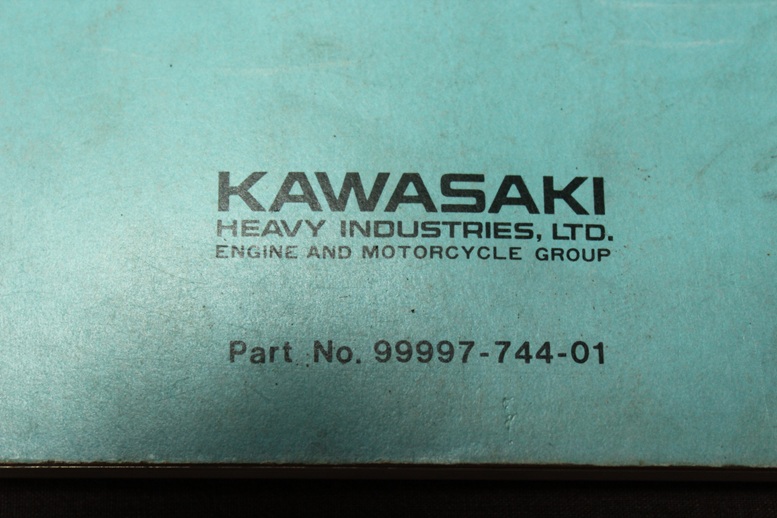 KAWASAKI
HEAVY INDUSTRIES, LTD.
ENGINE AND MOTORCYCLE GROUP
Part No. 99997-744-01